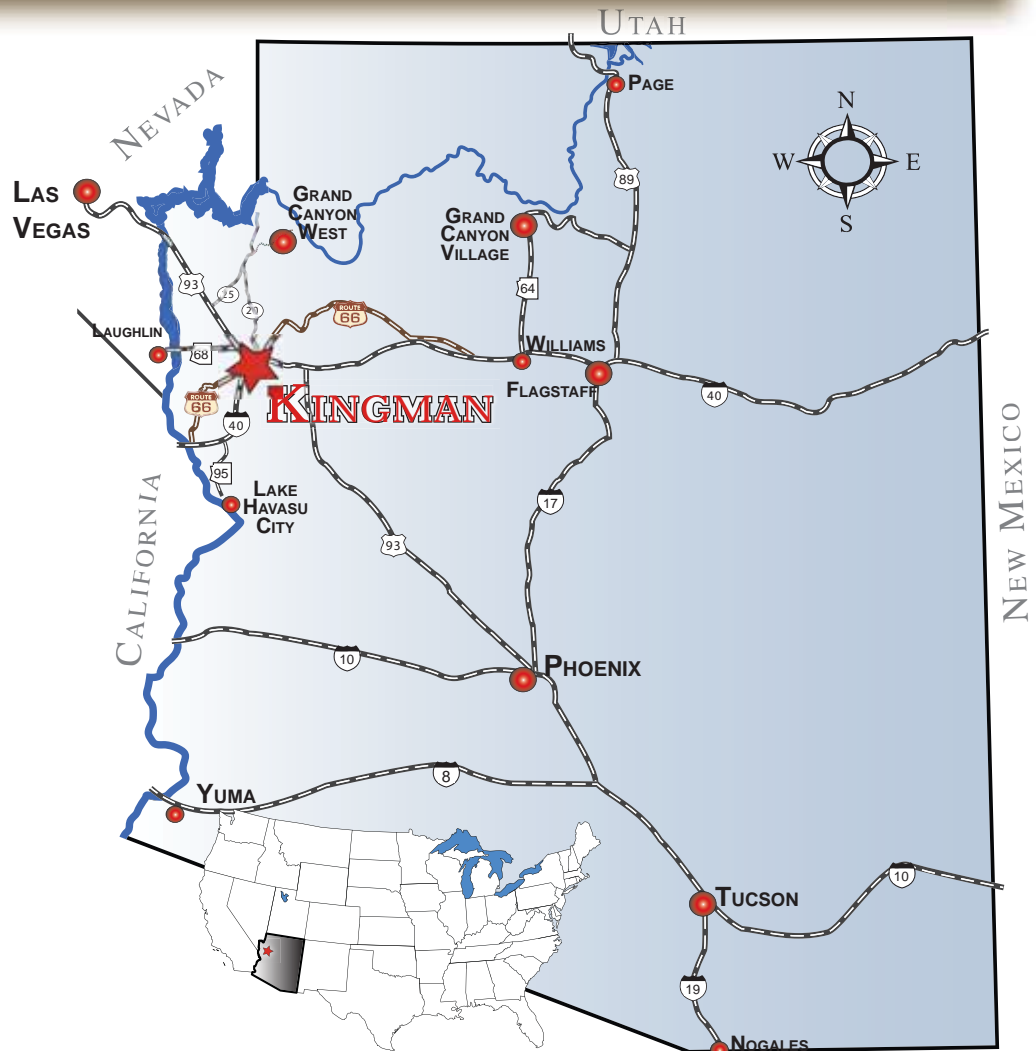 UTAH
NEVADA
PAGE
N
W
E
S
LAS
VEGAS
GRAND
CANYON
WEST
GRAND
CANYON
VILLAGE
89
93
25
20
64
ROUTE
66
LAUGHLIN
68
WILLIAMS
FLAGSTAFF
40
ROUTE
66
KINGMAN
40
95
LAKE
HAVASU
CITY
17
93
CALIFORNIA
NEW MEXICO
10
PHOENIX
8
YUMA
TUCSON
10
19
NOGALES